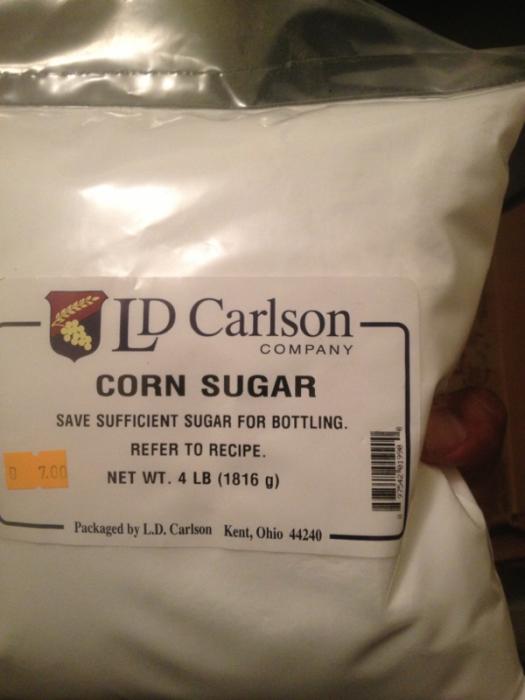 LD Carlson
COMPANY
CORN SUGAR
SAVE SUFFICIENT SUGAR FOR BOTTLING.
REFER TO RECIPE.
D 7.00
NET WT. 4 LB (1816 g)
Packaged by L.D. Carlson Kent, Ohio 44240